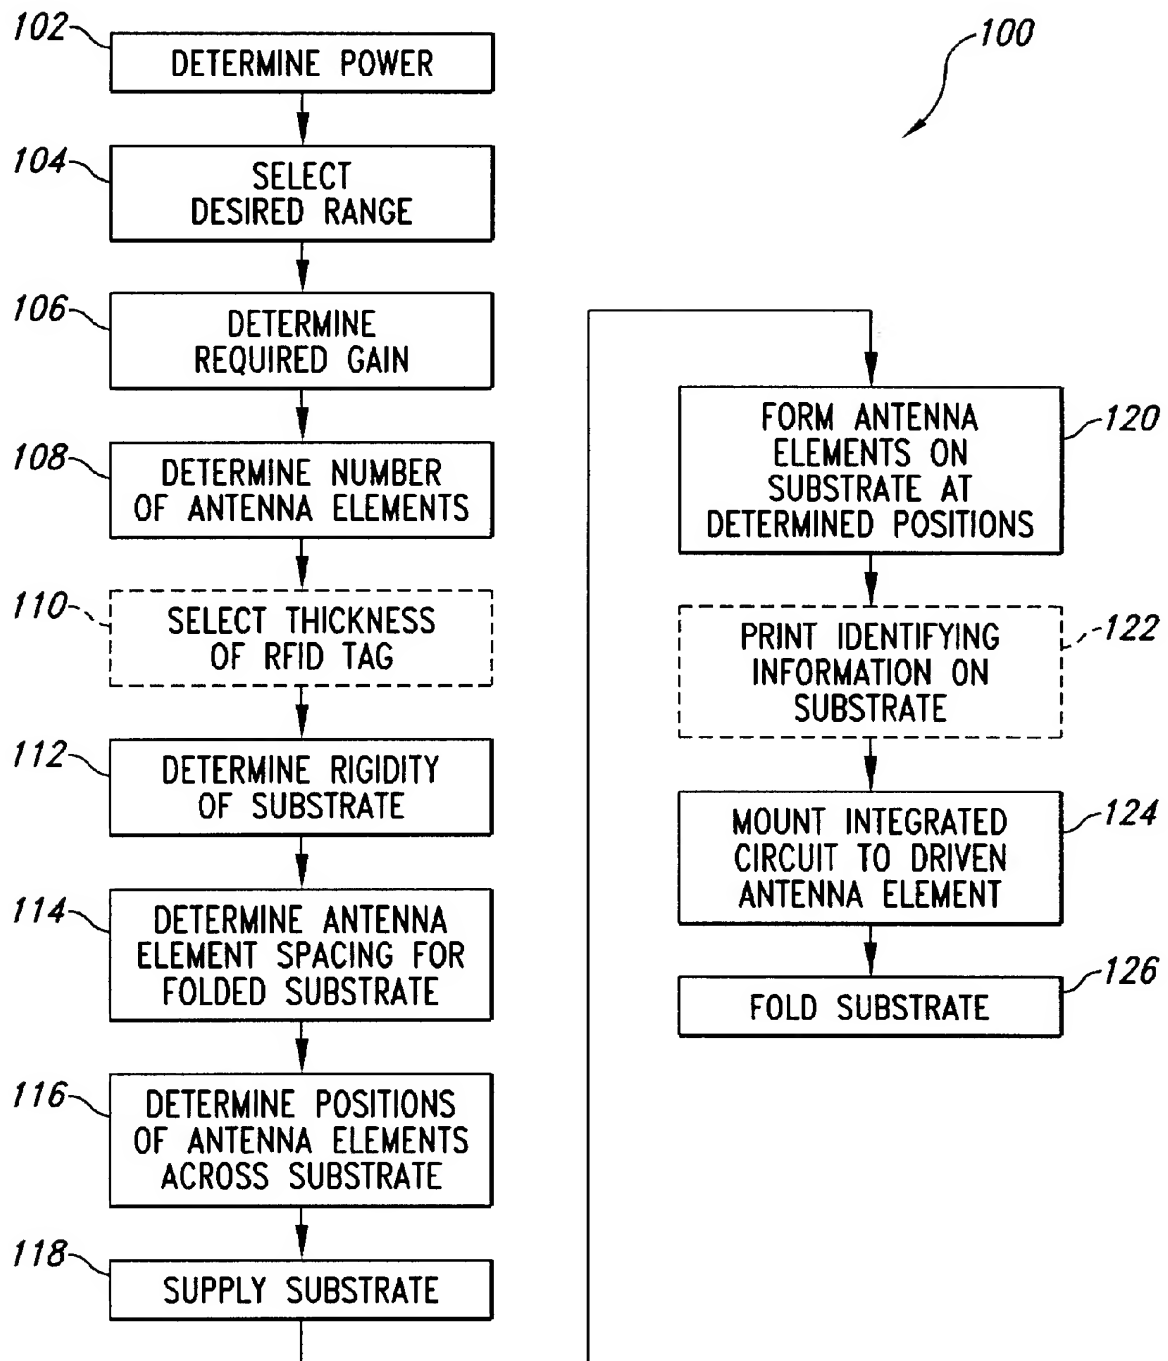 102
DETERMINE POWER
104
SELECT
DESIRED RANGE
106
DETERMINE
REQUIRED GAIN
108
DETERMINE NUMBER
OF ANTENNA ELEMENTS
110
SELECT THICKNESS
OF RFID TAG
112
DETERMINE RIGIDITY
OF SUBSTRATE
114
DETERMINE ANTENNA
ELEMENT SPACING FOR
FOLDED SUBSTRATE
116
DETERMINE POSITIONS
OF ANTENNA ELEMENTS
ACROSS SUBSTRATE
118
SUPPLY SUBSTRATE
100
FORM ANTENNA
ELEMENTS ON
SUBSTRATE AT
DETERMINED POSITIONS
120
PRINT IDENTIFYING
INFORMATION ON
SUBSTRATE
122
MOUNT INTEGRATED
CIRCUIT TO DRIVEN
ANTENNA ELEMENT
124
FOLD SUBSTRATE
126